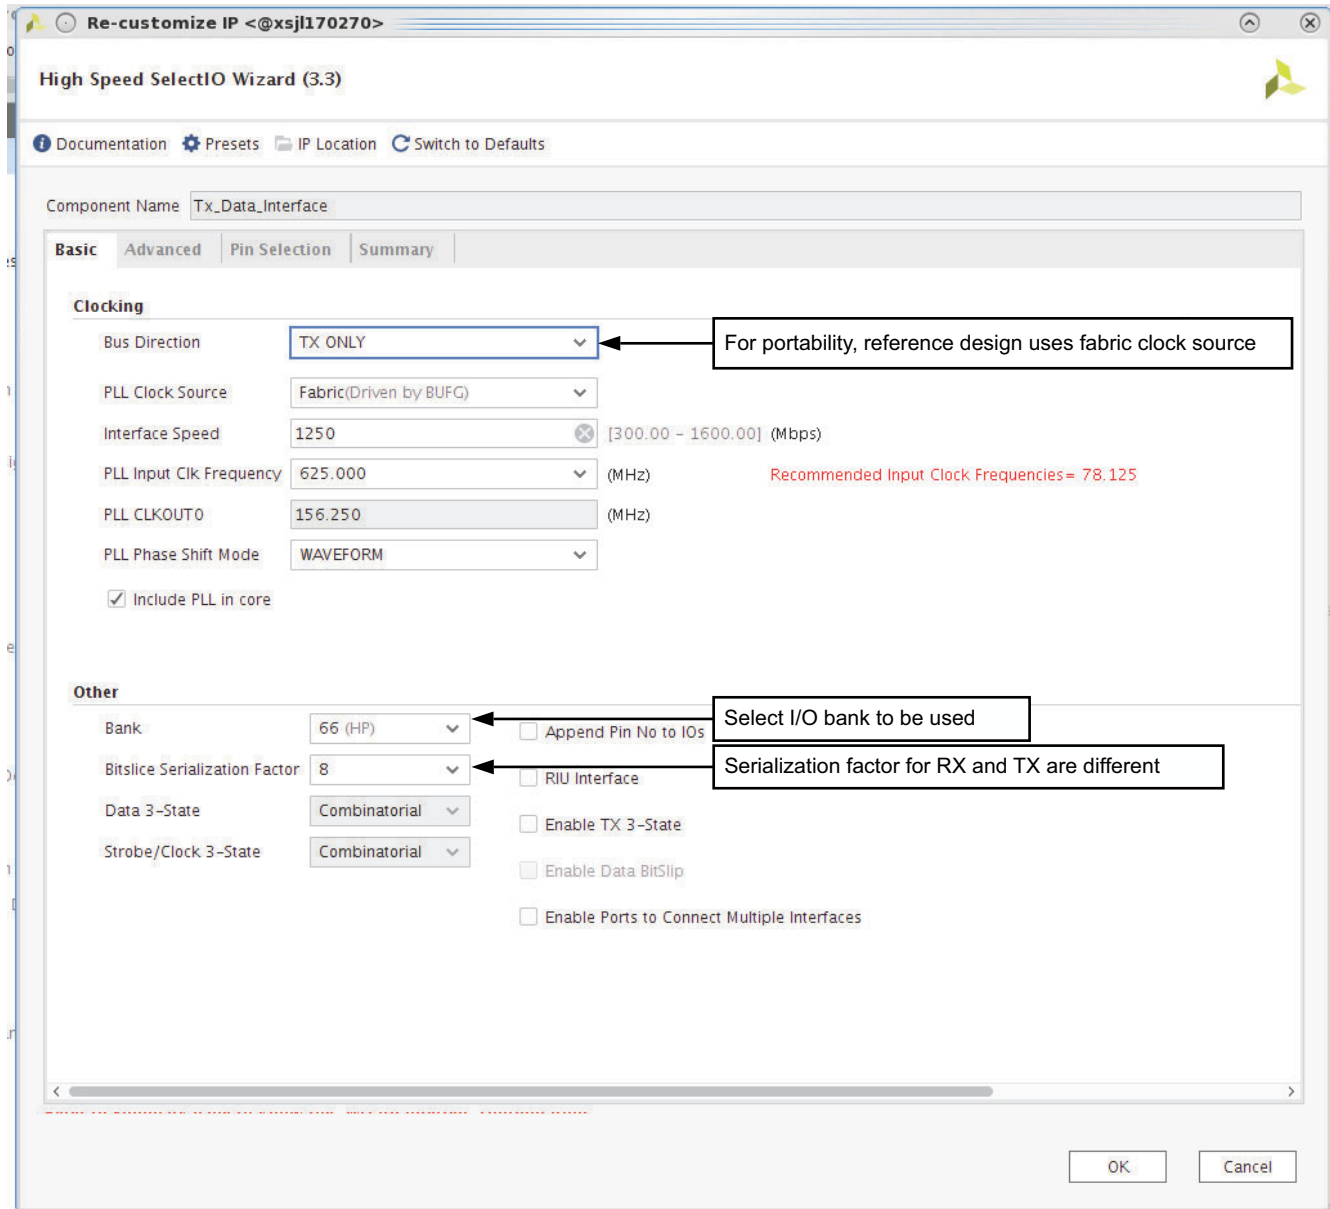 Re-customize IP <@xsjl170270>
High Speed SelectIO Wizard (3.3)
Documentation Presets IP Location Switch to Defaults
Component Name Tx_Data_Interface
Basic Advanced Pin Selection Summary
Clocking
Bus Direction TX ONLY For portability, reference design uses fabric clock source
PLL Clock Source Fabric(Driven by BUFG)
Interface Speed 1250 [300.00 - 1600.00] (Mbps)
PLL Input Clk Frequency 625.000 (MHz) Recommended Input Clock Frequencies= 78.125
PLL CLKOUT0 156.250 (MHz)
PLL Phase Shift Mode WAVEFORM
Include PLL in core
Other
Bank 66 (HP) Select I/O bank to be used
Append Pin No to IOs
Bitslice Serialization Factor 8 Serialization factor for RX and TX are different
RIU Interface
Data 3-State Combinatorial
Enable TX 3-State
Strobe/Clock 3-State Combinatorial
Enable Data BitSlip
Enable Ports to Connect Multiple Interfaces
OK Cancel